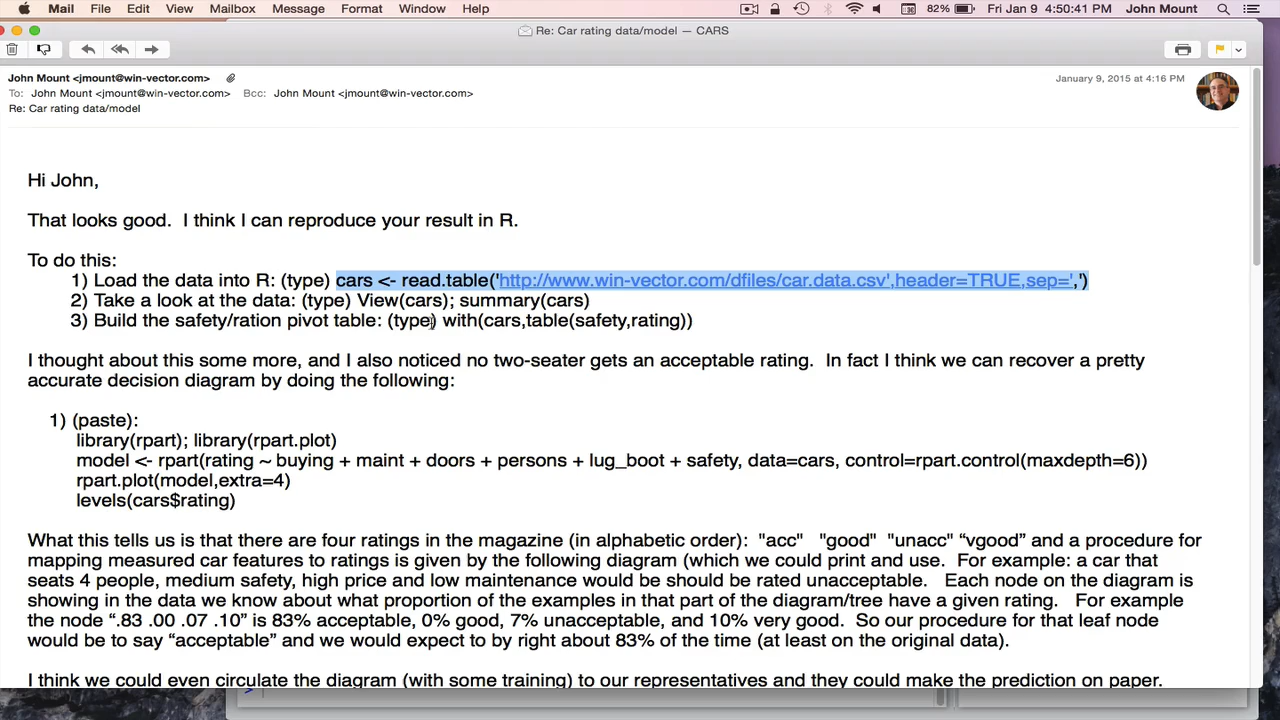 Mail File Edit View Mailbox Message Format Window Help 82% Fri Jan 9 4:50:41 PM John Mount
Re: Car rating data/model — CARS
John Mount <jmount@win-vector.com> January 9, 2015 at 4:16 PM
To: John Mount <jmount@win-vector.com> Bcc: John Mount <jmount@win-vector.com>
Re: Car rating data/model
Hi John,
That looks good. I think I can reproduce your result in R.
To do this:
1) Load the data into R: (type) cars <- read.table('http://www.win-vector.com/dfiles/car.data.csv',header=TRUE,sep=',')
2) Take a look at the data: (type) View(cars); summary(cars)
3) Build the safety/ration pivot table: (type) with(cars,table(safety,rating))
I thought about this some more, and I also noticed no two-seater gets an acceptable rating. In fact I think we can recover a pretty
accurate decision diagram by doing the following:
1) (paste):
library(rpart); library(rpart.plot)
model <- rpart(rating ~ buying + maint + doors + persons + lug_boot + safety, data=cars, control=rpart.control(maxdepth=6))
rpart.plot(model,extra=4)
levels(cars$rating)
What this tells us is that there are four ratings in the magazine (in alphabetic order): "acc" "good" "unacc" “vgood” and a procedure for
mapping measured car features to ratings is given by the following diagram (which we could print and use. For example: a car that
seats 4 people, medium safety, high price and low maintenance would be should be rated unacceptable. Each node on the diagram is
showing in the data we know about what proportion of the examples in that part of the diagram/tree have a given rating. For example
the node “.83 .00 .07 .10” is 83% acceptable, 0% good, 7% unacceptable, and 10% very good. So our procedure for that leaf node
would be to say “acceptable” and we would expect to by right about 83% of the time (at least on the original data).
I think we could even circulate the diagram (with some training) to our representatives and they could make the prediction on paper.
>